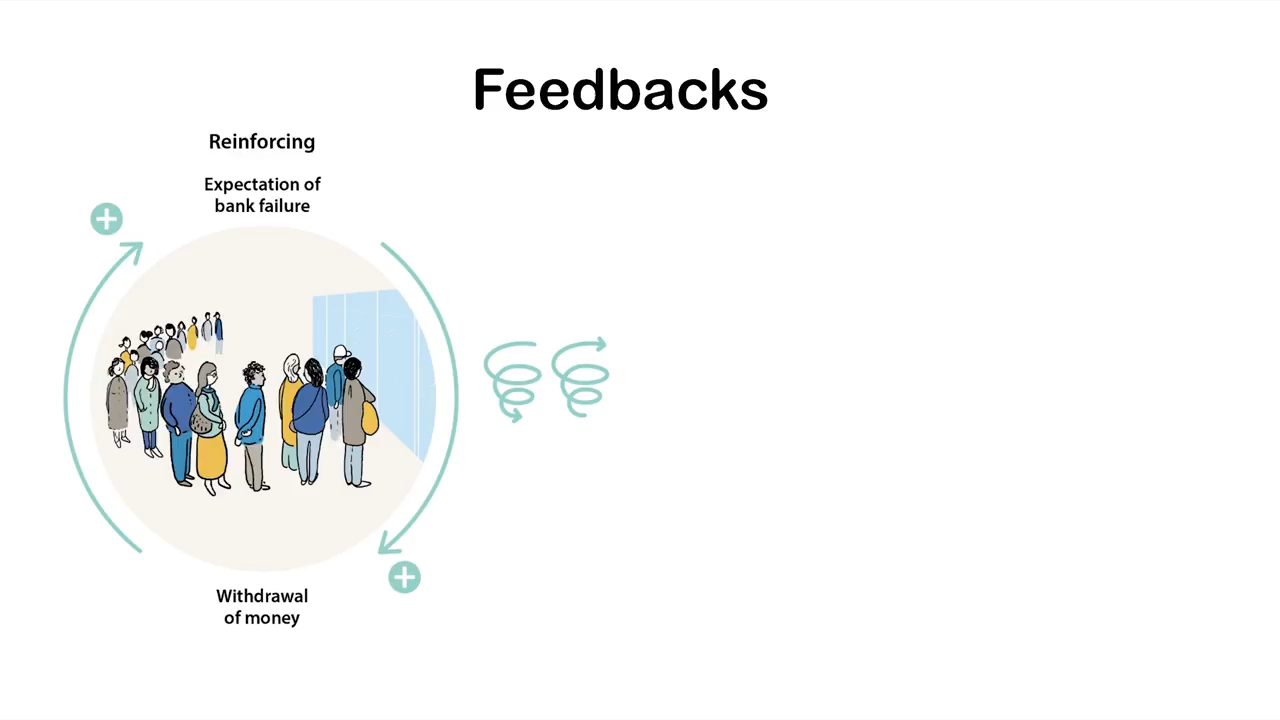 Feedbacks
Reinforcing
Expectation of
bank failure
Withdrawal
of money